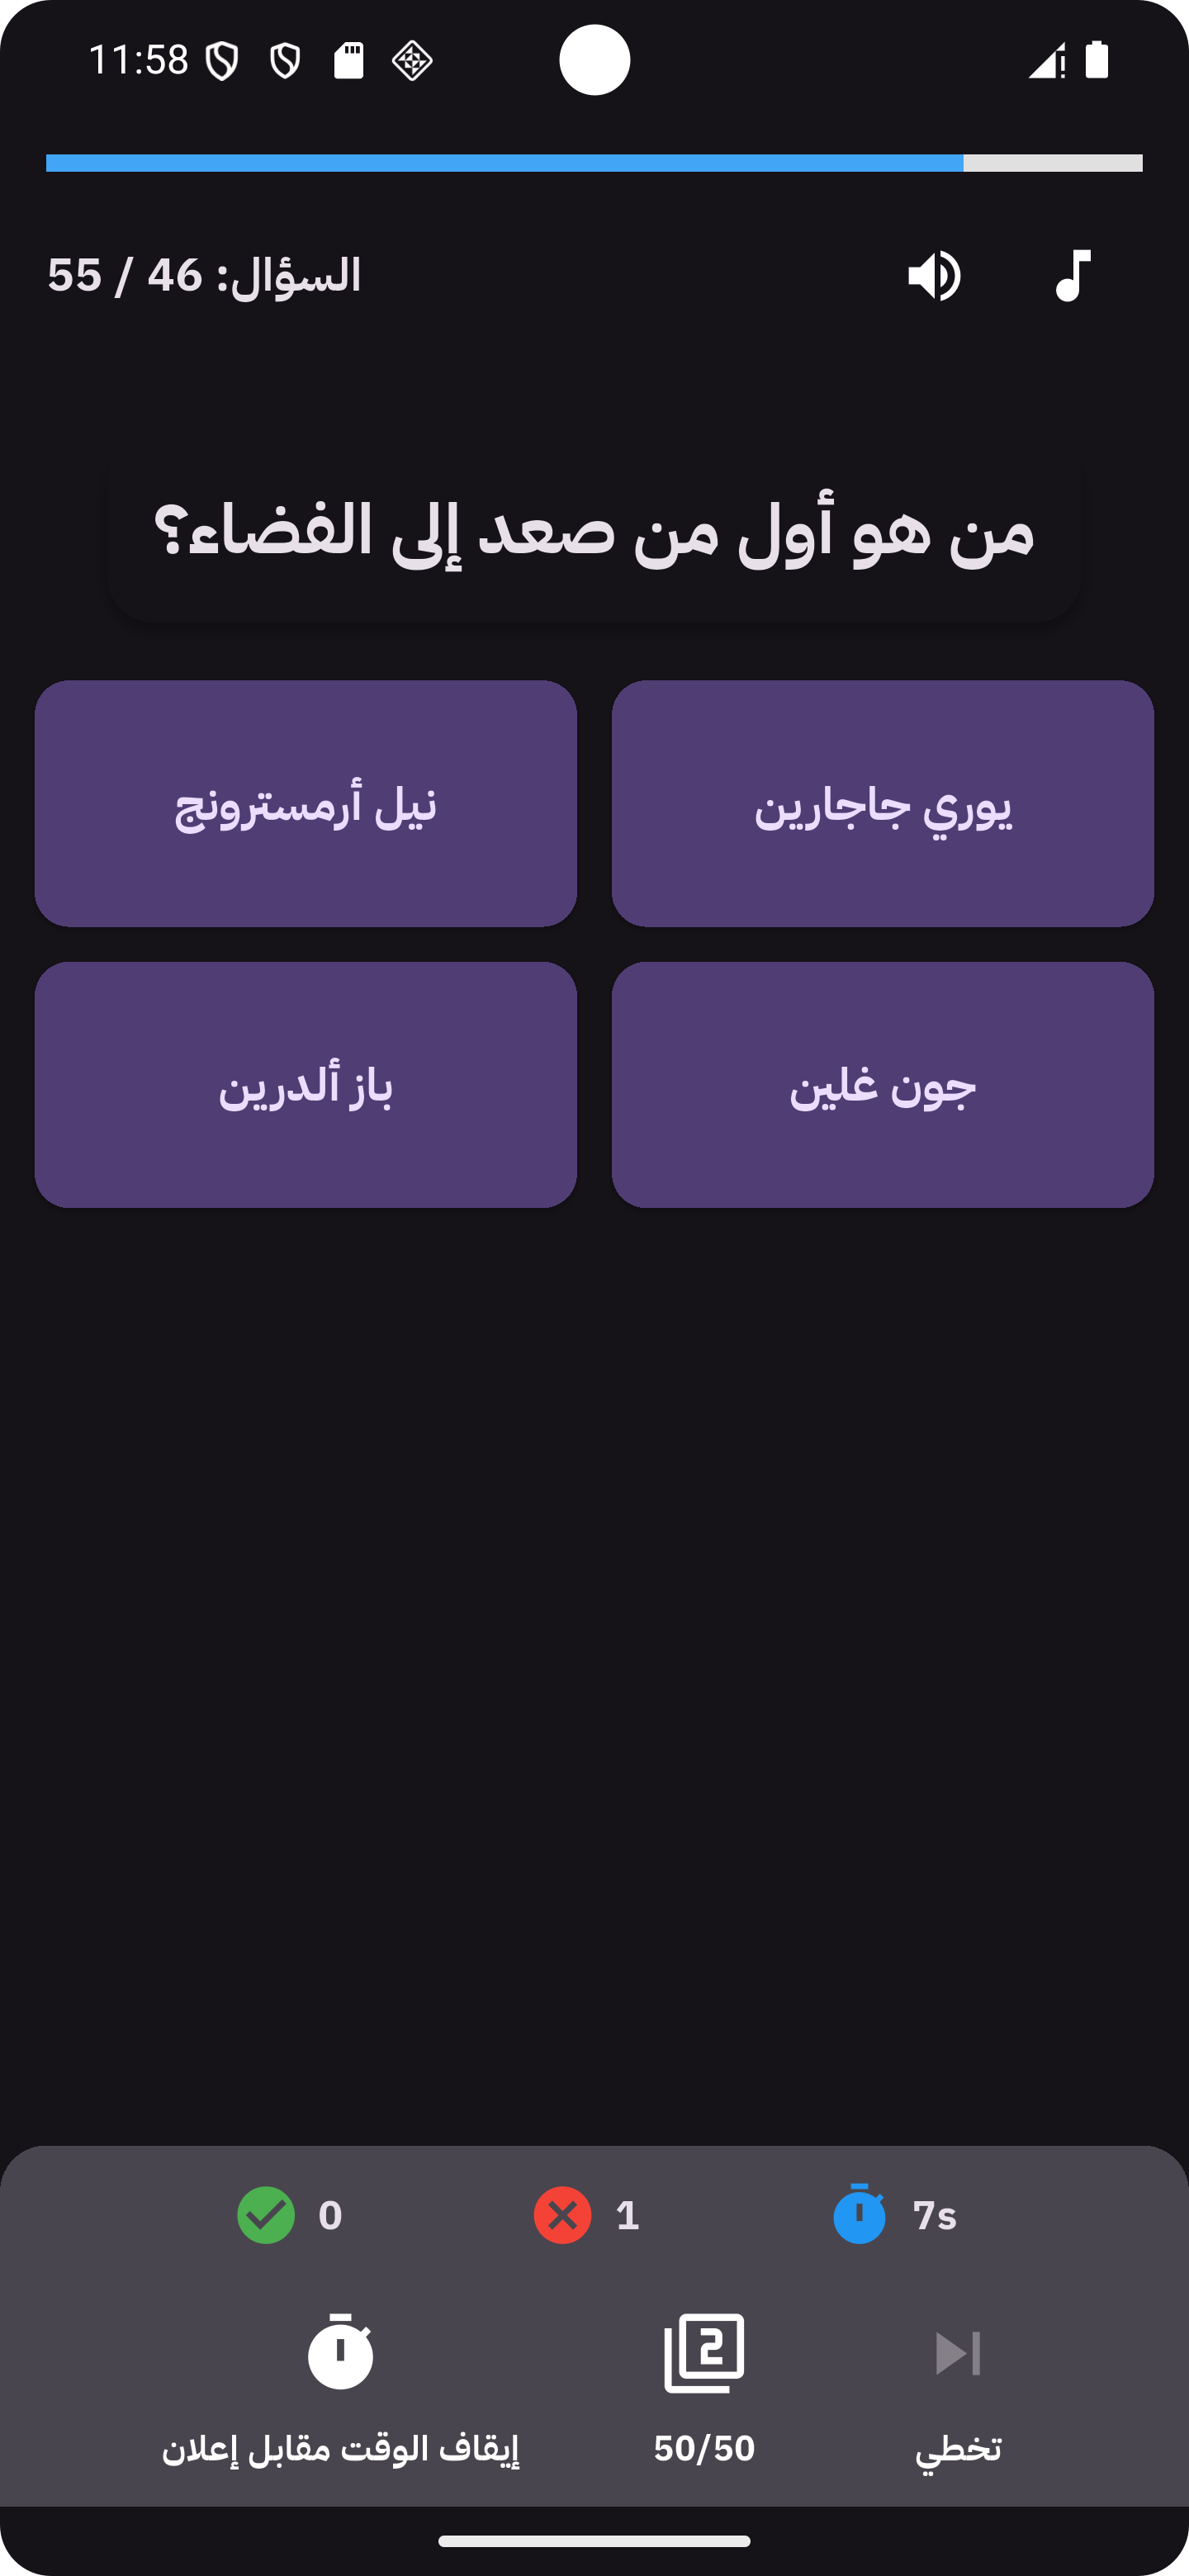 11:58
السؤال: 46 / 55
من هو أول من صعد إلى الفضاء؟
يوري جاجارين
نيل أرمسترونج
جون غلين
باز ألدرين
0
1
7s
إيقاف الوقت مقابل إعلان
50/50
تخطي